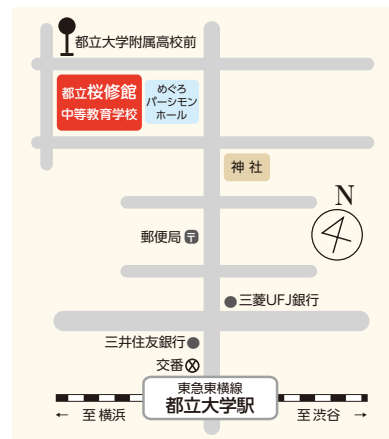 都立大学附属高校前
都立桜修館
中等教育学校
めぐろ
パーシモン
ホール
神社
N
郵便局〒
三菱UFJ銀行
三井住友銀行
交番
東急東横線
都立大学駅
← 至横浜
至渋谷 →